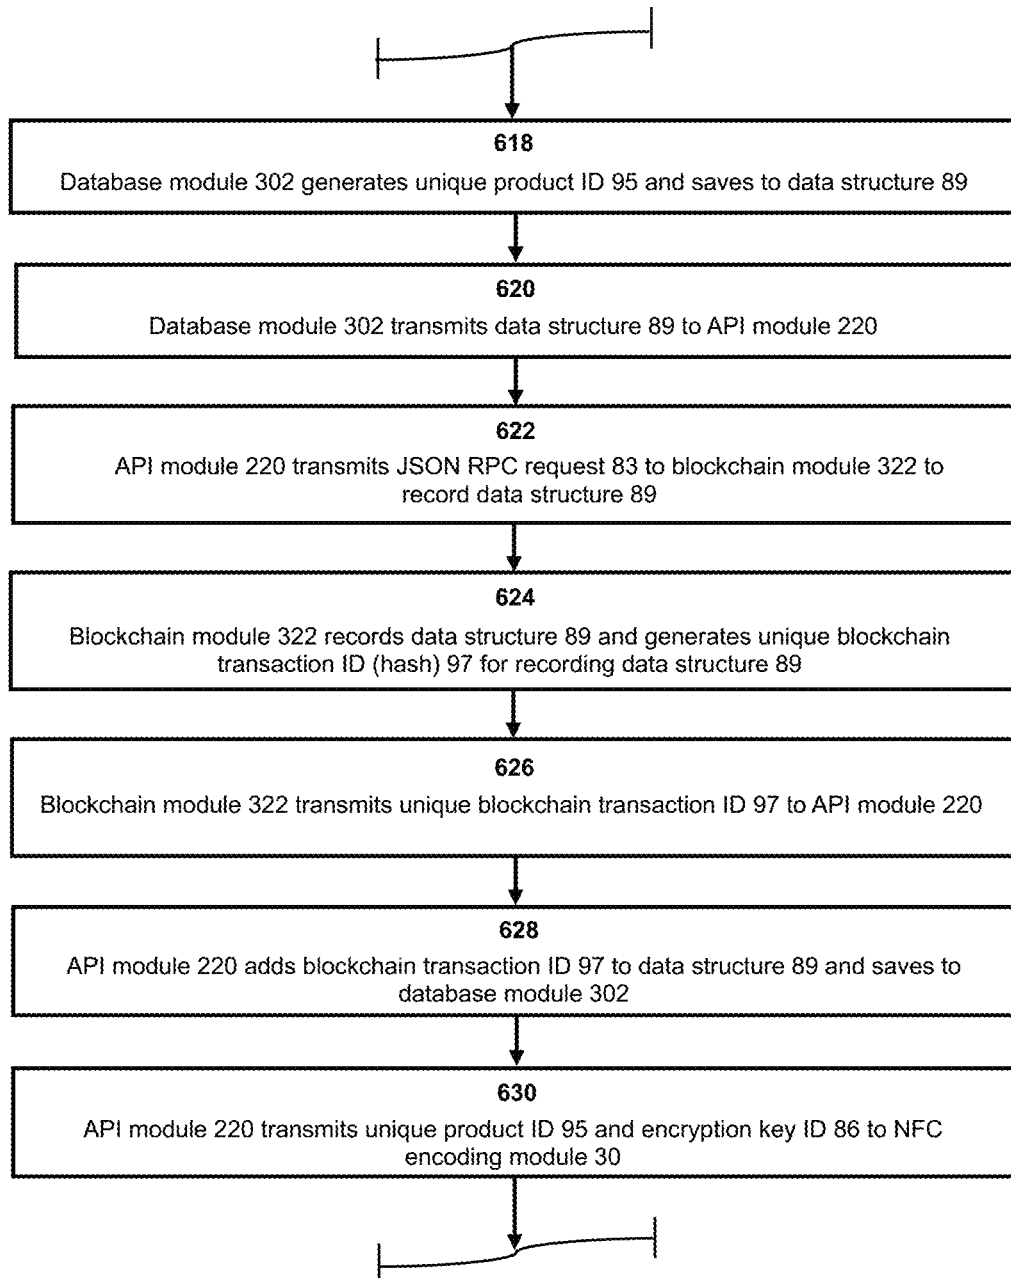 618
Database module 302 generates unique product ID 95 and saves to data structure 89
620
Database module 302 transmits data structure 89 to API module 220
622
API module 220 transmits JSON RPC request 83 to blockchain module 322 to
record data structure 89
624
Blockchain module 322 records data structure 89 and generates unique blockchain
transaction ID (hash) 97 for recording data structure 89
626
Blockchain module 322 transmits unique blockchain transaction ID 97 to API module 220
628
API module 220 adds blockchain transaction ID 97 to data structure 89 and saves to
database module 302
630
API module 220 transmits unique product ID 95 and encryption key ID 86 to NFC
encoding module 30